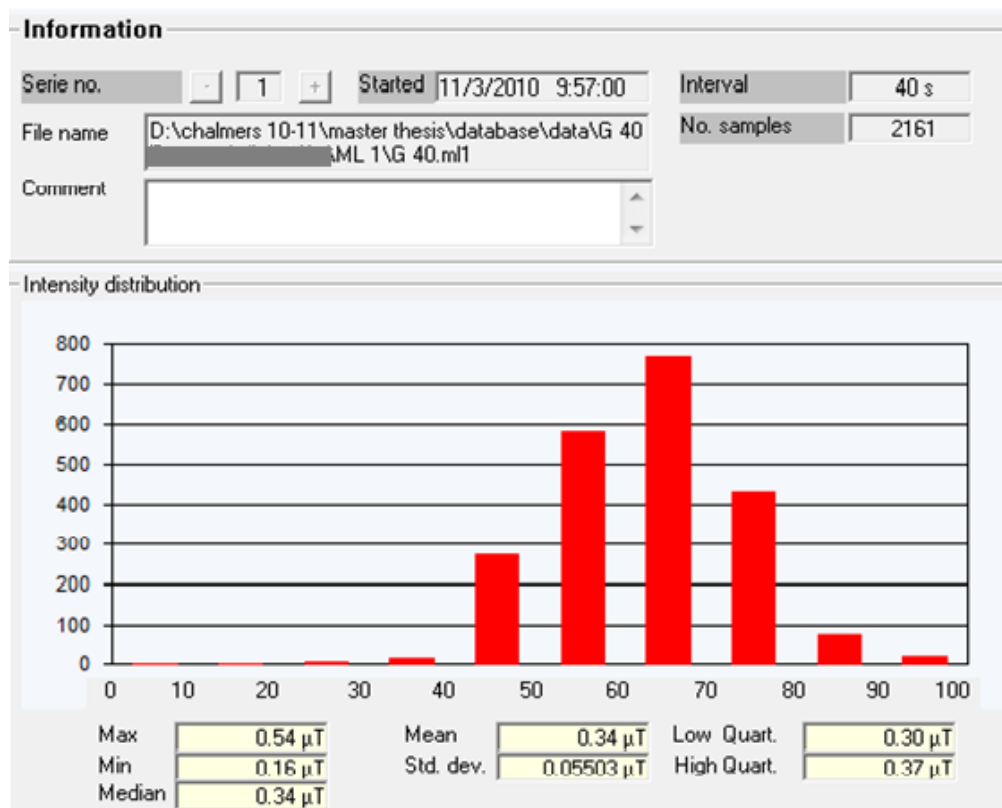 Information
Serie no. - 1 + Started 11/3/2010 9:57:00 Interval 40 s
File name D:\chalmers 10-11\master thesis\database\data\G 40 No. samples 2161
\ML 1\G 40.ml1
Comment
Intensity distribution
800
700
600
500
400
300
200
100
0
0 10 20 30 40 50 60 70 80 90 100
Max 0.54 µT Mean 0.34 µT Low Quart. 0.30 µT
Min 0.16 µT Std. dev. 0.05503 µT High Quart. 0.37 µT
Median 0.34 µT